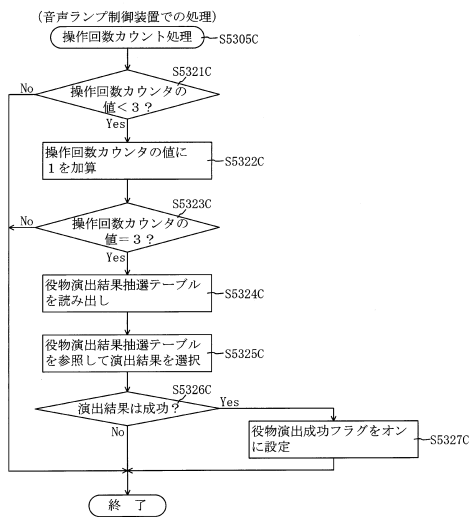 (音声ランプ制御装置での処理)
操作回数カウント処理
S5305C
S5321C
No
操作回数カウンタの
値<3?
Yes
操作回数カウンタの値に
1を加算
S5322C
S5323C
No
操作回数カウンタの
値=3?
Yes
役物演出結果抽選テーブル
を読み出し
S5324C
役物演出結果抽選テーブル
を参照して演出結果を選択
S5325C
S5326C
演出結果は成功?
Yes
No
役物演出成功フラグをオン
に設定
S5327C
終 了